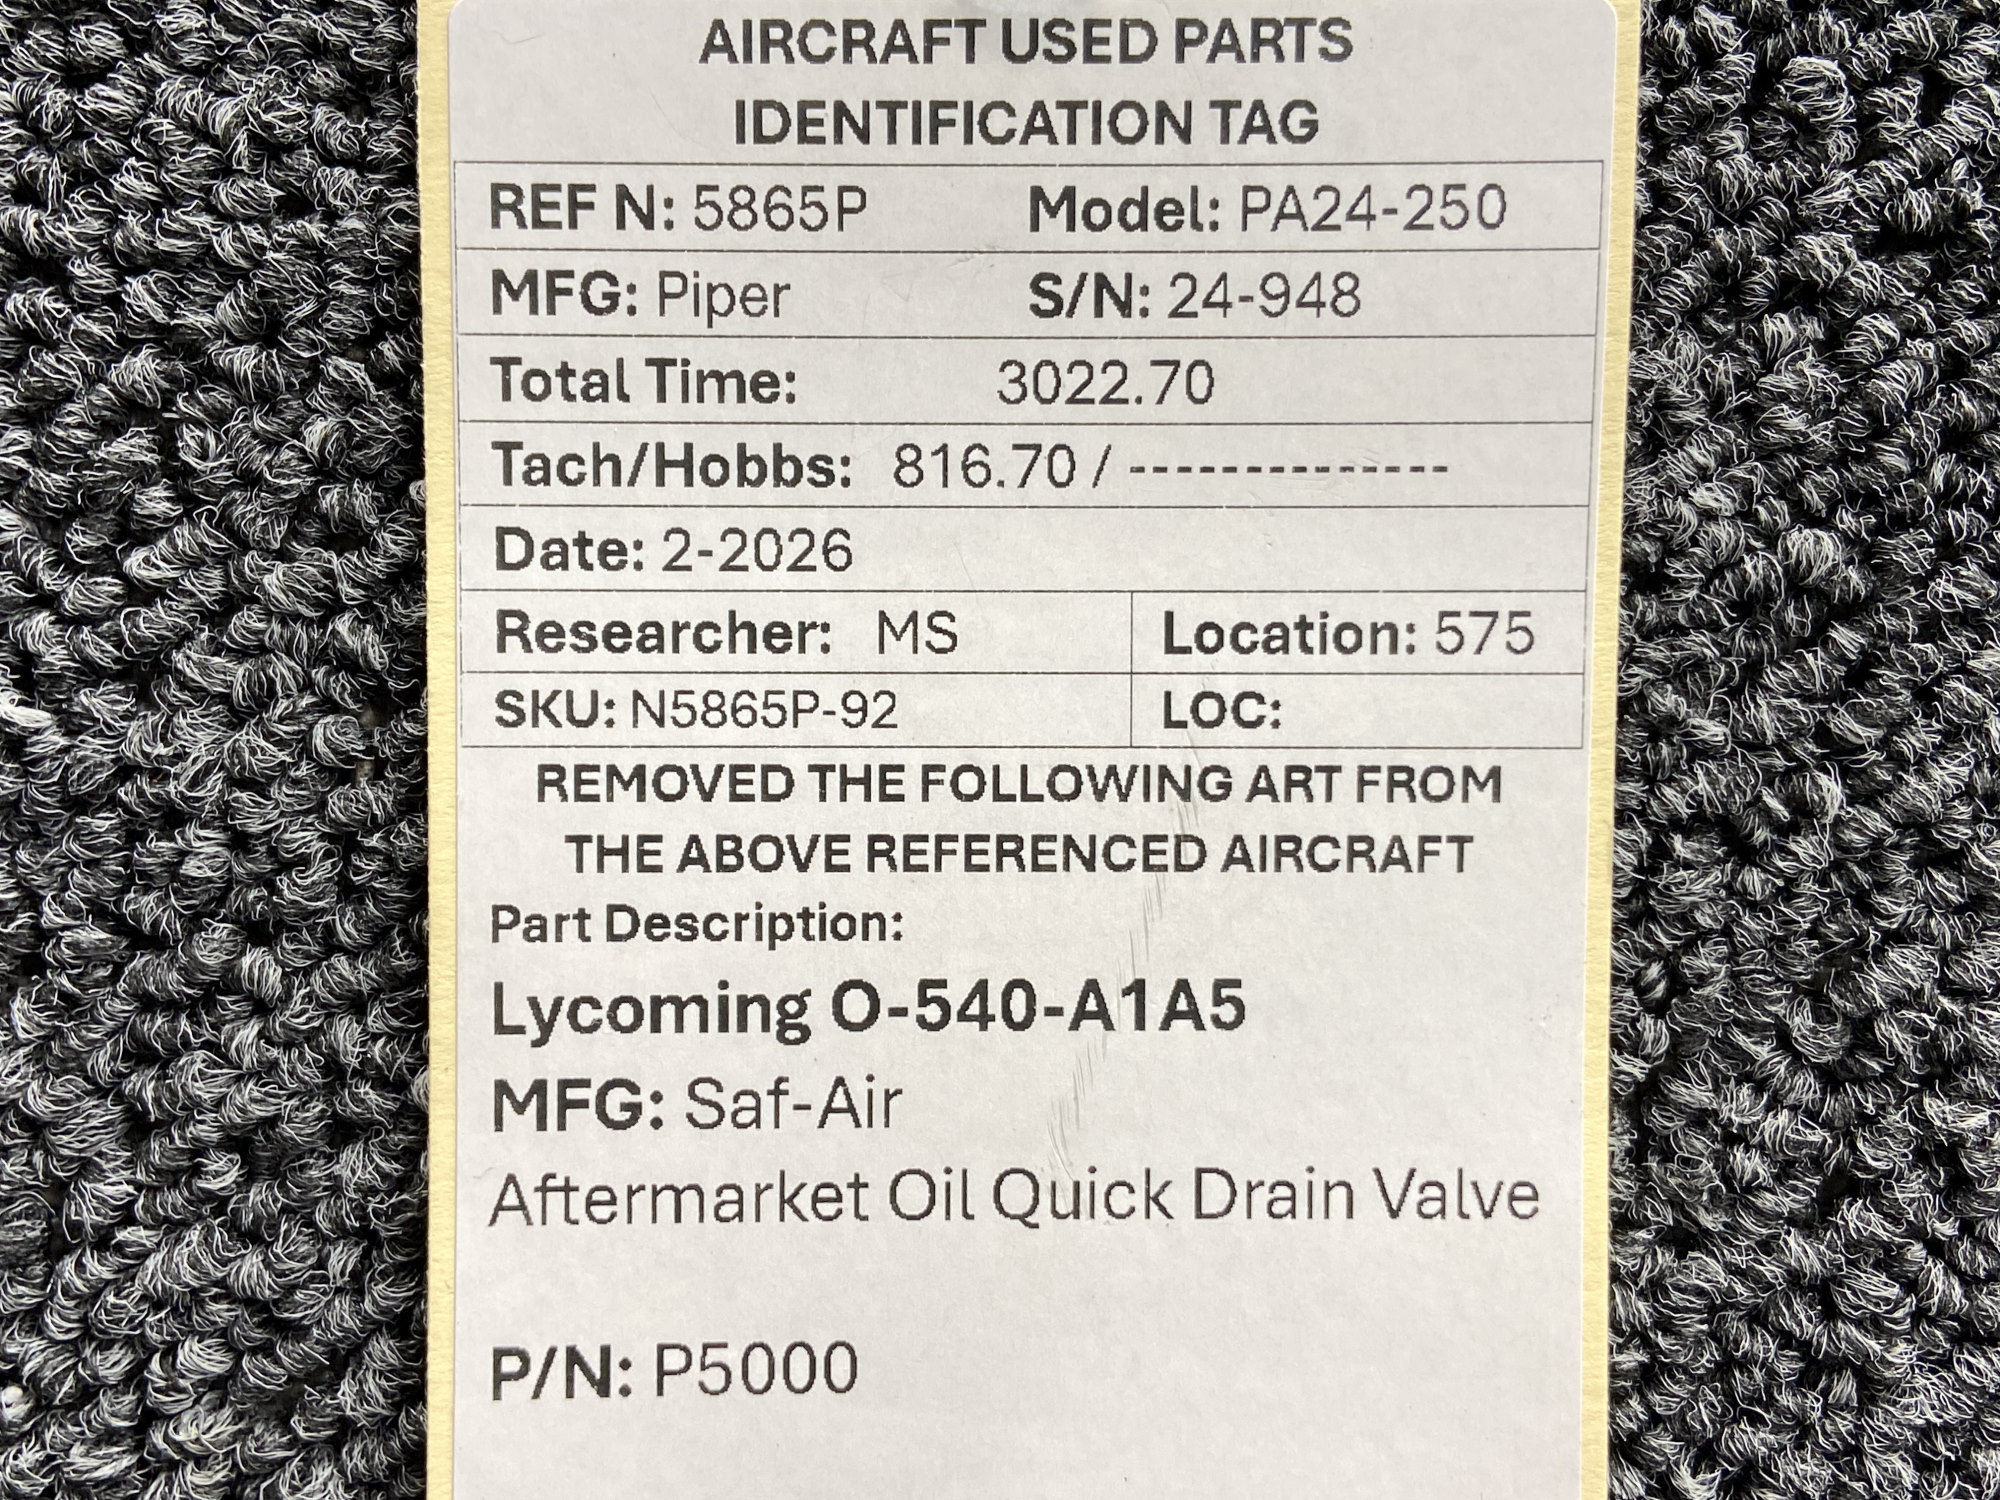 AIRCRAFT USED PARTS
IDENTIFICATION TAG
REF N: 5865P Model: PA24-250
MFG: Piper S/N: 24-948
Total Time: 3022.70
Tach/Hobbs: 816.70 / --------------
Date: 2-2026
Researcher: MS Location: 575
SKU: N5865P-92 LOC:
REMOVED THE FOLLOWING ART FROM
THE ABOVE REFERENCED AIRCRAFT
Part Description:
Lycoming O-540-A1A5
MFG: Saf-Air
Aftermarket Oil Quick Drain Valve
P/N: P5000